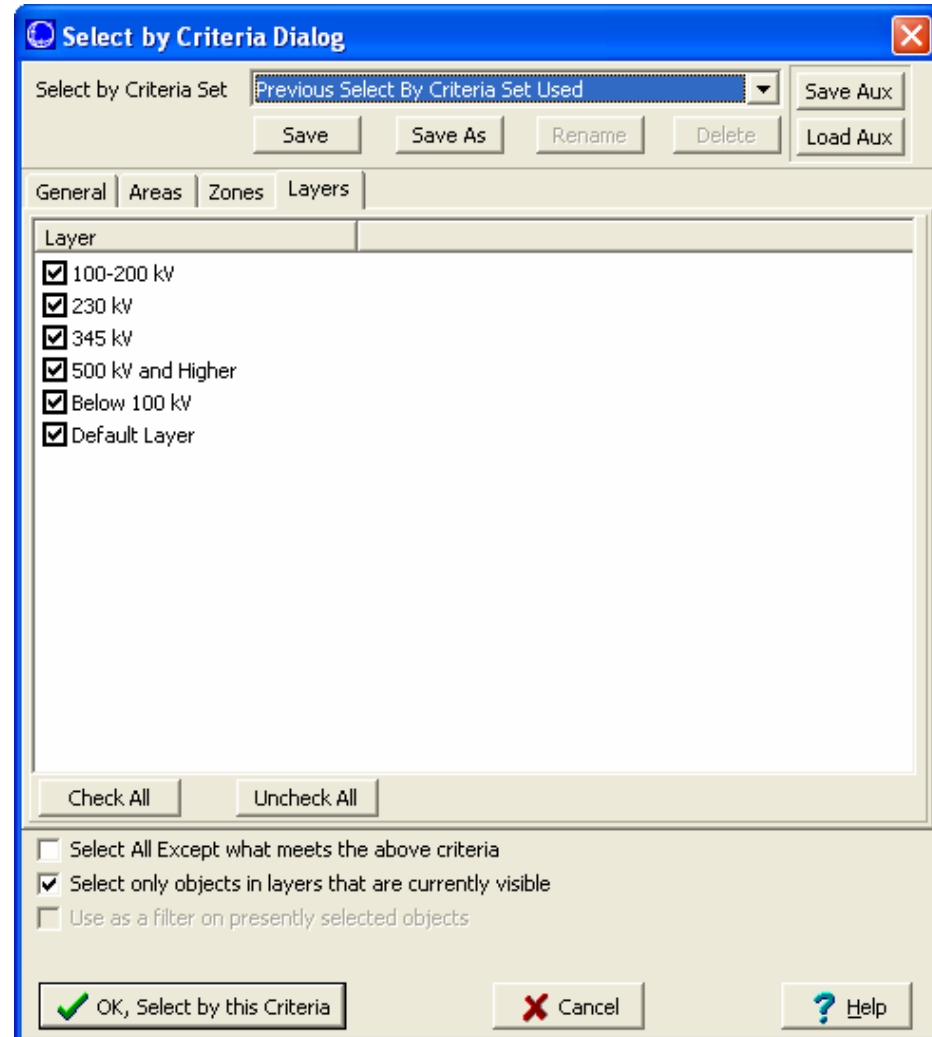 Select by Criteria Dialog
Select by Criteria Set Previous Select By Criteria Set Used Save Aux
Save Save As Rename Delete Load Aux
General Areas Zones Layers
Layer
100-200 kV
230 kV
345 kV
500 kV and Higher
Below 100 kV
Default Layer
Check All Uncheck All
Select All Except what meets the above criteria
Select only objects in layers that are currently visible
Use as a filter on presently selected objects
OK, Select by this Criteria Cancel Help